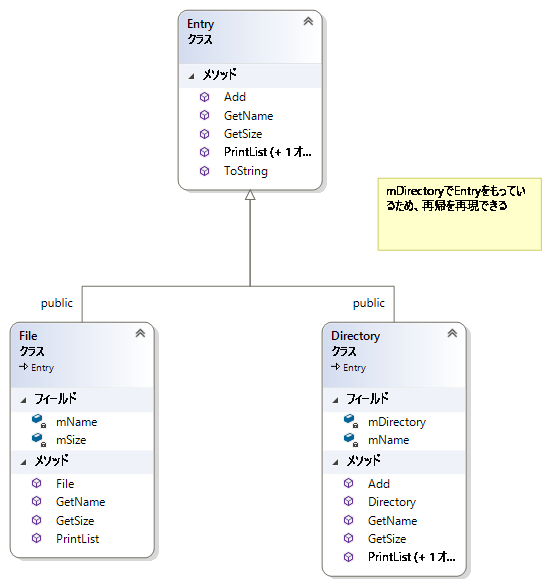 Entry
クラス
メソッド
Add
GetName
GetSize
PrintList (+ 1 オ...
ToString
mDirectoryでEntryをもってい
るため、再帰を再現できる
public
public
File
クラス
Entry
フィールド
mName
mSize
メソッド
File
GetName
GetSize
PrintList
Directory
クラス
Entry
フィールド
mDirectory
mName
メソッド
Add
Directory
GetName
GetSize
PrintList (+ 1 オ...